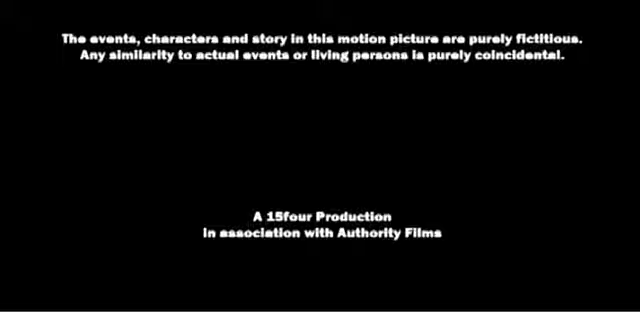 The events, characters and story in this motion picture are purely fictitious.
Any similarity to actual events or living persons is purely coincidental.
A 15four Production
in association with Authority Films